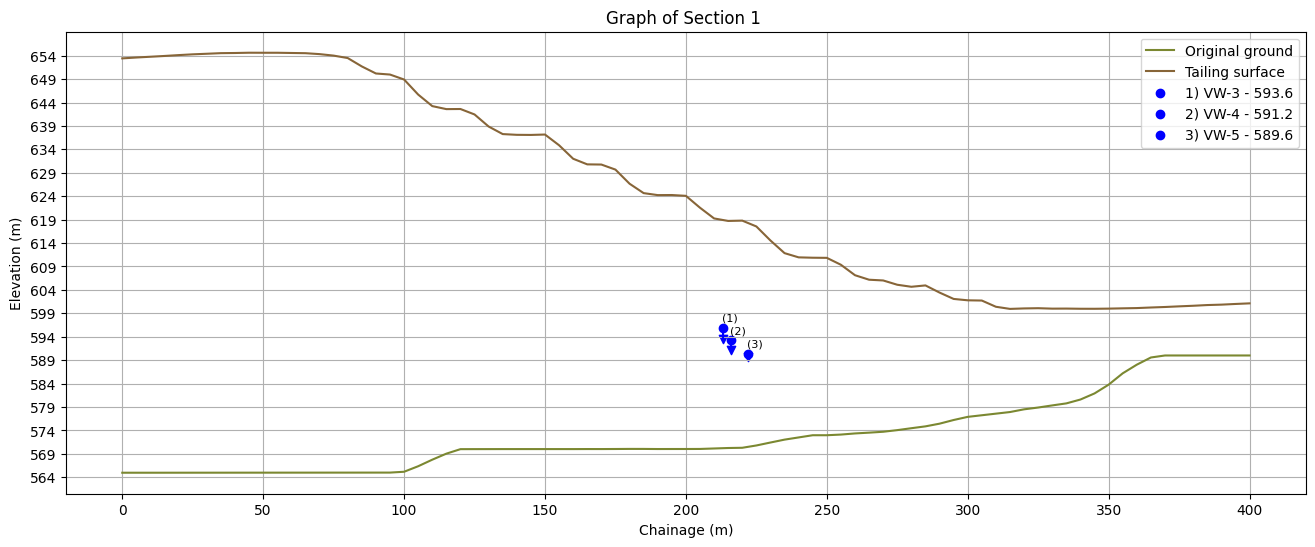 Graph of Section 1
Elevation (m)
654
649
644
639
634
629
624
619
614
609
604
599
594
589
584
579
574
569
564
Original ground
Tailing surface
1) VW-3 - 593.6
2) VW-4 - 591.2
3) VW-5 - 589.6
(1)
(2)
(3)
0 50 100 150 200 250 300 350 400
Chainage (m)